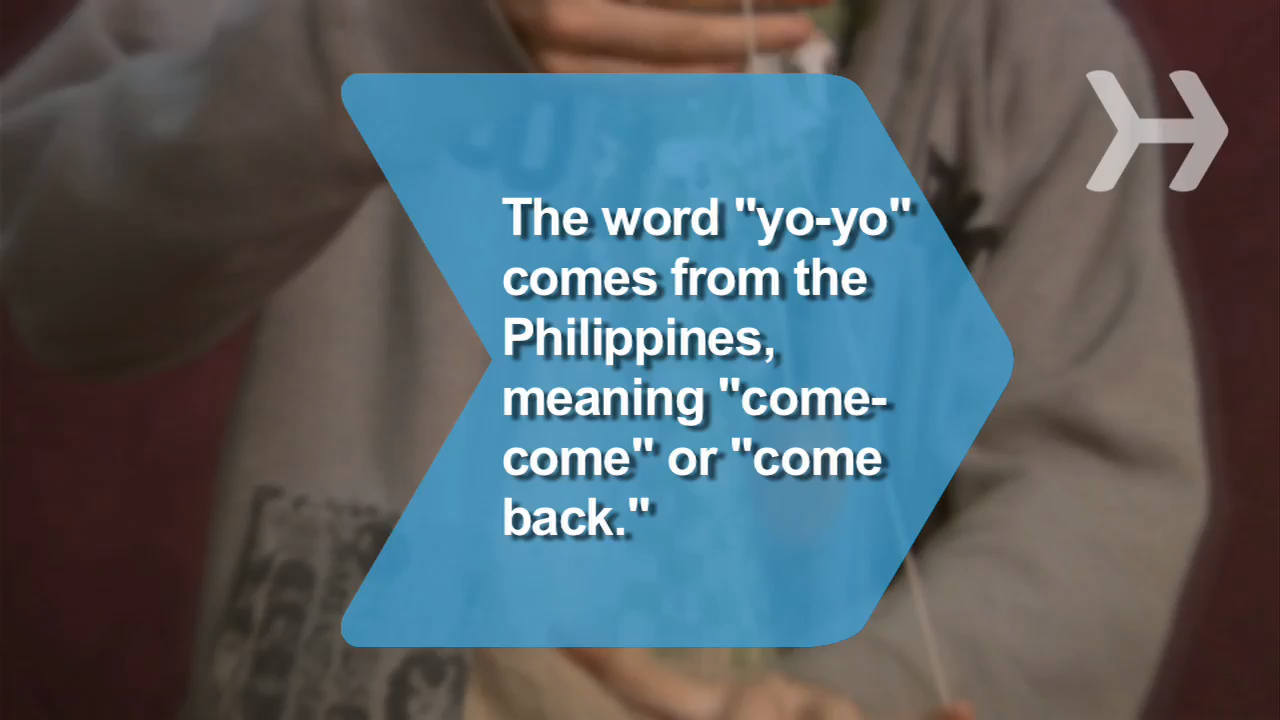 The word "yo-yo"
comes from the
Philippines,
meaning "come-
come" or "come
back."